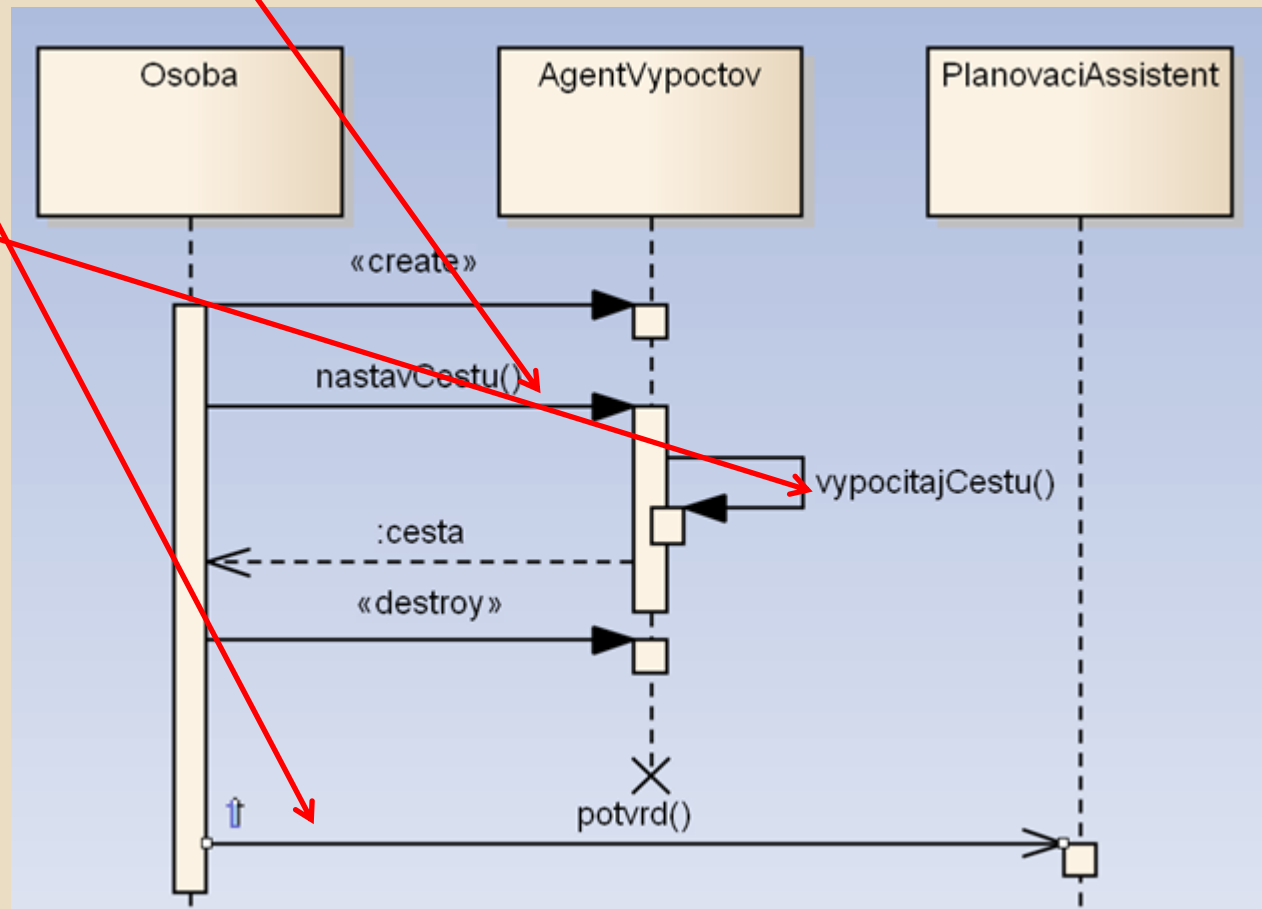 Osoba
AgentVypoctov
PlanovaciAssistent
«create»
nastavCestu()
vypocitajCestu()
:cesta
«destroy»
potvrd()